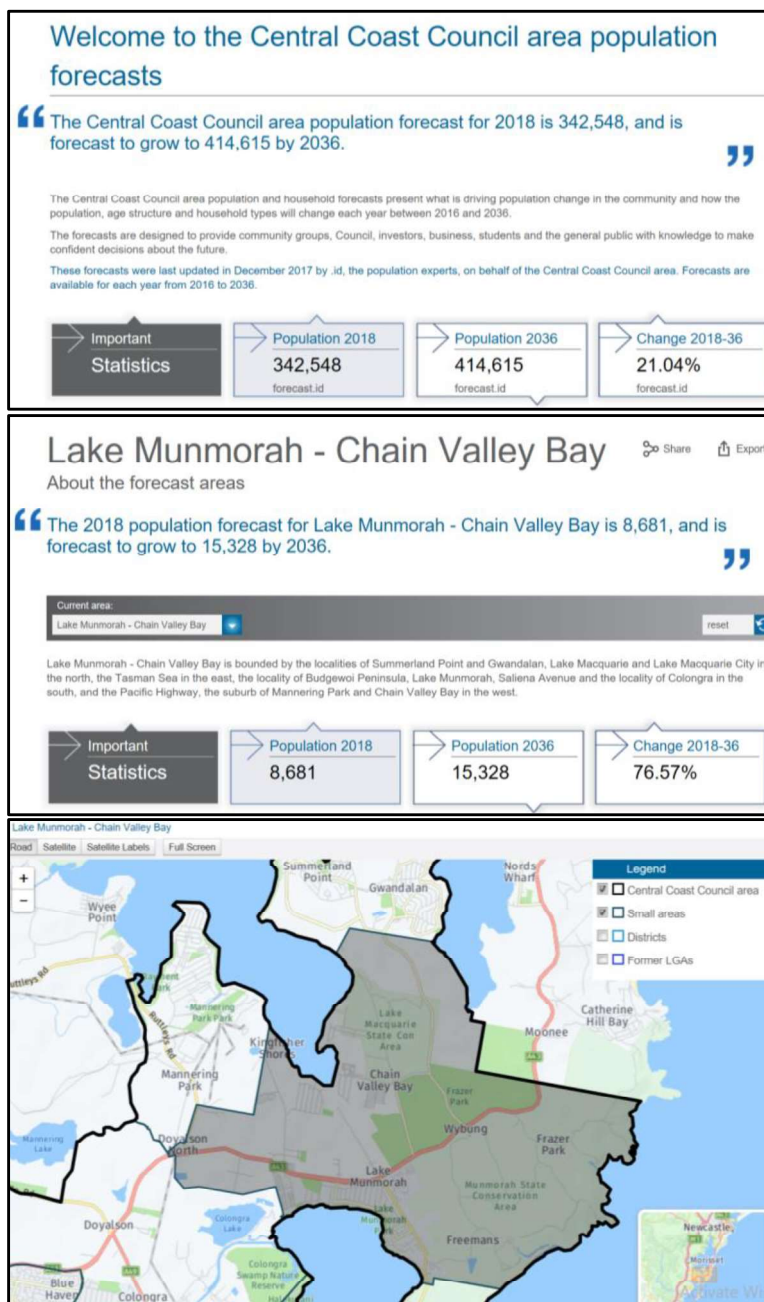 Welcome to the Central Coast Council area population
forecasts
“ The Central Coast Council area population forecast for 2018 is 342,548, and is
forecast to grow to 414,615 by 2036. ”
The Central Coast Council area population and household forecasts present what is driving population change in the community and how the
population, age structure and household types will change each year between 2016 and 2036.
The forecasts are designed to provide community groups, Council, investors, business, students and the general public with knowledge to make
confident decisions about the future.
These forecasts were last updated in December 2017 by .id, the population experts, on behalf of the Central Coast Council area. Forecasts are
available for each year from 2016 to 2036.
Important
Statistics
Population 2018
342,548
forecast.id
Population 2036
414,615
forecast.id
Change 2018-36
21.04%
forecast.id
Lake Munmorah - Chain Valley Bay
Share
Export
About the forecast areas
“ The 2018 population forecast for Lake Munmorah - Chain Valley Bay is 8,681, and is
forecast to grow to 15,328 by 2036. ”
Current area:
Lake Munmorah - Chain Valley Bay
reset
Lake Munmorah - Chain Valley Bay is bounded by the localities of Summerland Point and Gwandalan, Lake Macquarie and Lake Macquarie City in
the north, the Tasman Sea in the east, the locality of Budgewoi Peninsula, Lake Munmorah, Saliena Avenue and the locality of Colongra in the
south, and the Pacific Highway, the suburb of Mannering Park and Chain Valley Bay in the west.
Important
Statistics
Population 2018
8,681
Population 2036
15,328
Change 2018-36
76.57%
Lake Munmorah - Chain Valley Bay
Road Satellite Satellite Labels Full Screen
+
−
Legend
Central Coast Council area
Small areas
Districts
Former LGAs
Summerland
Point
Gwandalan
Nords
Wharf
Wyee
Point
Ruttleys Rd
Mannering
Park Park
Kingfisher
Shores
Lake
Macquarie
State Con
Area
Catherine
Hill Bay
Moonee
Mannering
Park
Chain
Valley Bay
Frazer
Park
Wybung
Frazer
Park
Mannering
Lake
Doyalson
North
Lake
Munmorah
Munmorah State
Conservation
Area
Doyalson
Colongra
Lake
Freemans
Colongra
Swamp Nature
Reserve
Blue
Haven
Colongra
Newcastle
Morisset